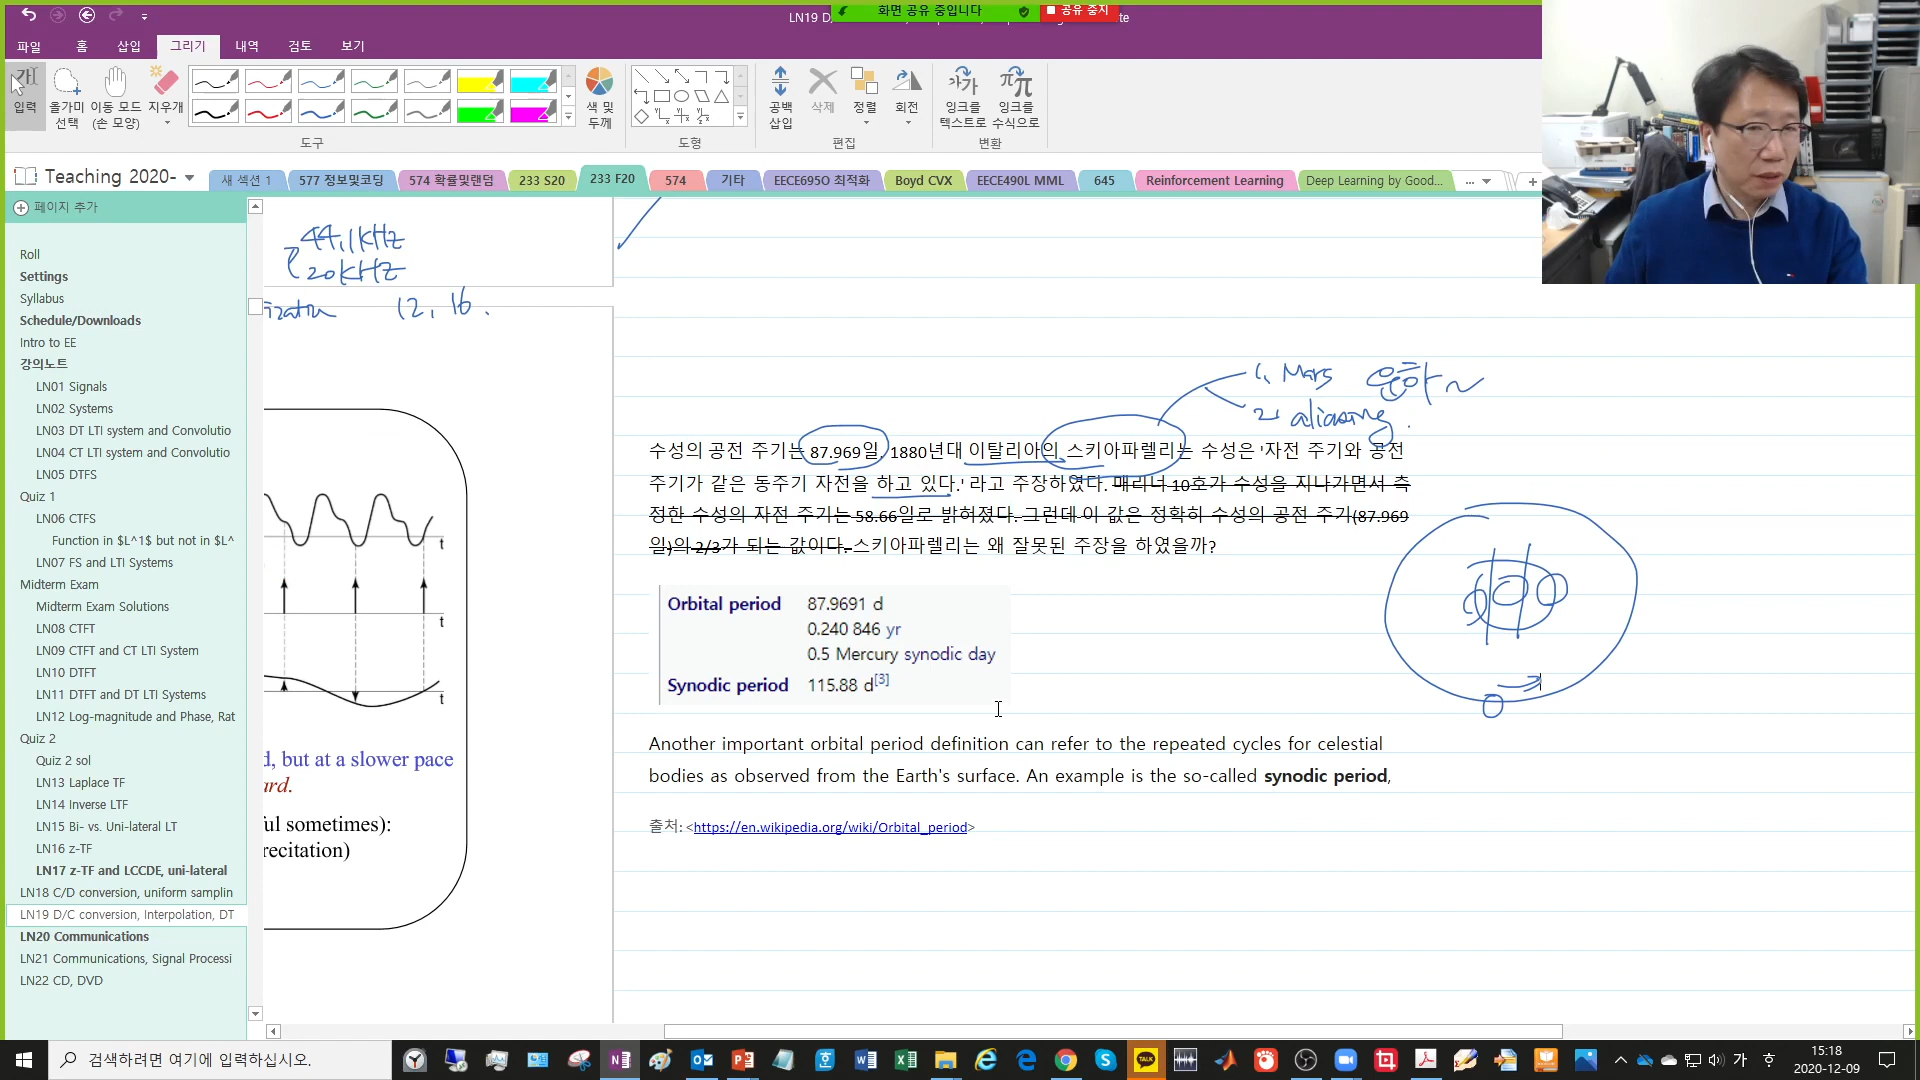 LN19 D
화면 공유 중입니다
공유 중지
te
파일 홈 삽입 그리기 내역 검토 보기
입력
올가미 선택
이동 모드 (손 모양)
지우개
색 및 두께
공백 삽입
삭제
정렬
회전
잉크를 텍스트로
잉크를 수식으로
도구 도형 편집 변환
Teaching 2020-
새 섹션 1
577 정보및코딩
574 확률및랜덤
233 S20
233 F20
574
기타
EECE695O 최적화
Boyd CVX
EECE490L MML
645
Reinforcement Learning
Deep Learning by Good...
...
페이지 추가
Roll
Settings
Syllabus
Schedule/Downloads
Intro to EE
강의노트
LN01 Signals
LN02 Systems
LN03 DT LTI system and Convolutio
LN04 CT LTI system and Convolutio
LN05 DTFS
Quiz 1
LN06 CTFS
Function in $L^1$ but not in $L^
LN07 FS and LTI Systems
Midterm Exam
Midterm Exam Solutions
LN08 CTFT
LN09 CTFT and CT LTI System
LN10 DTFT
LN11 DTFT and DT LTI Systems
LN12 Log-magnitude and Phase, Rat
Quiz 2
Quiz 2 sol
LN13 Laplace TF
LN14 Inverse LTF
LN15 Bi- vs. Uni-lateral LT
LN16 z-TF
LN17 z-TF and LCCDE, uni-lateral
LN18 C/D conversion, uniform samplin
LN19 D/C conversion, Interpolation, DT
LN20 Communications
LN21 Communications, Signal Processi
LN22 CD, DVD
44.1kHz
20kHz
12, 16.
t
t
t
d, but at a slower pace
ard.
ful sometimes):
recitation)
1. Mars 운하~
2. aliasing.
수성의 공전 주기는 87.969일, 1880년대 이탈리아의 스키아파렐리는 수성은 '자전 주기와 공전
주기가 같은 동주기 자전을 하고 있다.' 라고 주장하였다. 매리너 10호가 수성을 지나가면서 측
정한 수성의 자전 주기는 58.66일로 밝혀졌다. 그런데 이 값은 정확히 수성의 공전 주기(87.969
일)의 2/3가 되는 값이다. 스키아파렐리는 왜 잘못된 주장을 하였을까?
Orbital period 87.9691 d
0.240 846 yr
0.5 Mercury synodic day
Synodic period 115.88 d[3]
Another important orbital period definition can refer to the repeated cycles for celestial
bodies as observed from the Earth's surface. An example is the so-called synodic period,
출처: <https://en.wikipedia.org/wiki/Orbital_period>
검색하려면 여기에 입력하십시오.
TALK
가
15:18
2020-12-09